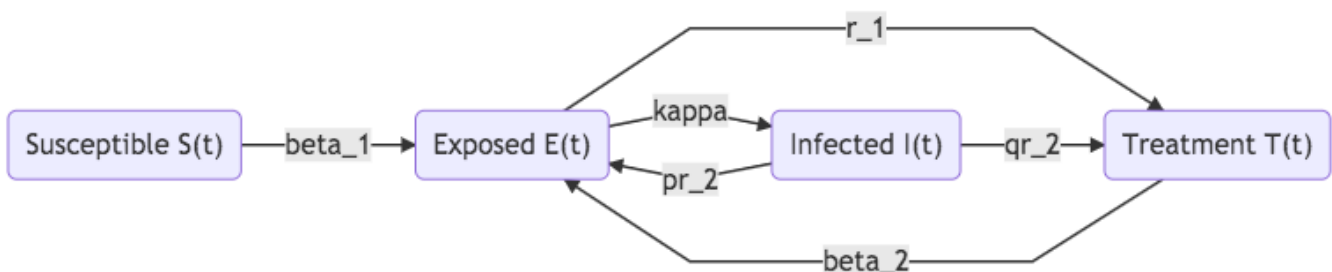 r_1
Susceptible S(t)
beta_1
Exposed E(t)
kappa
pr_2
Infected I(t)
qr_2
Treatment T(t)
beta_2